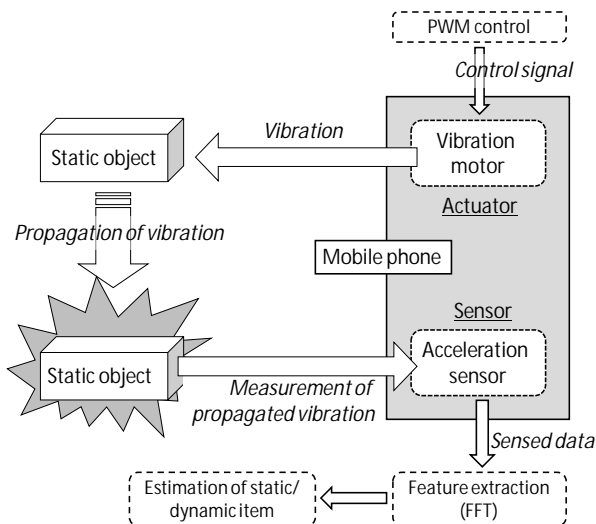 PWM control
Control signal
Vibration
Vibration
motor
Static object
Actuator
Propagation of vibration
Mobile phone
Sensor
Acceleration
sensor
Static object
Measurement of
propagated vibration
Sensed data
Estimation of static/
dynamic item
Feature extraction
(FFT)